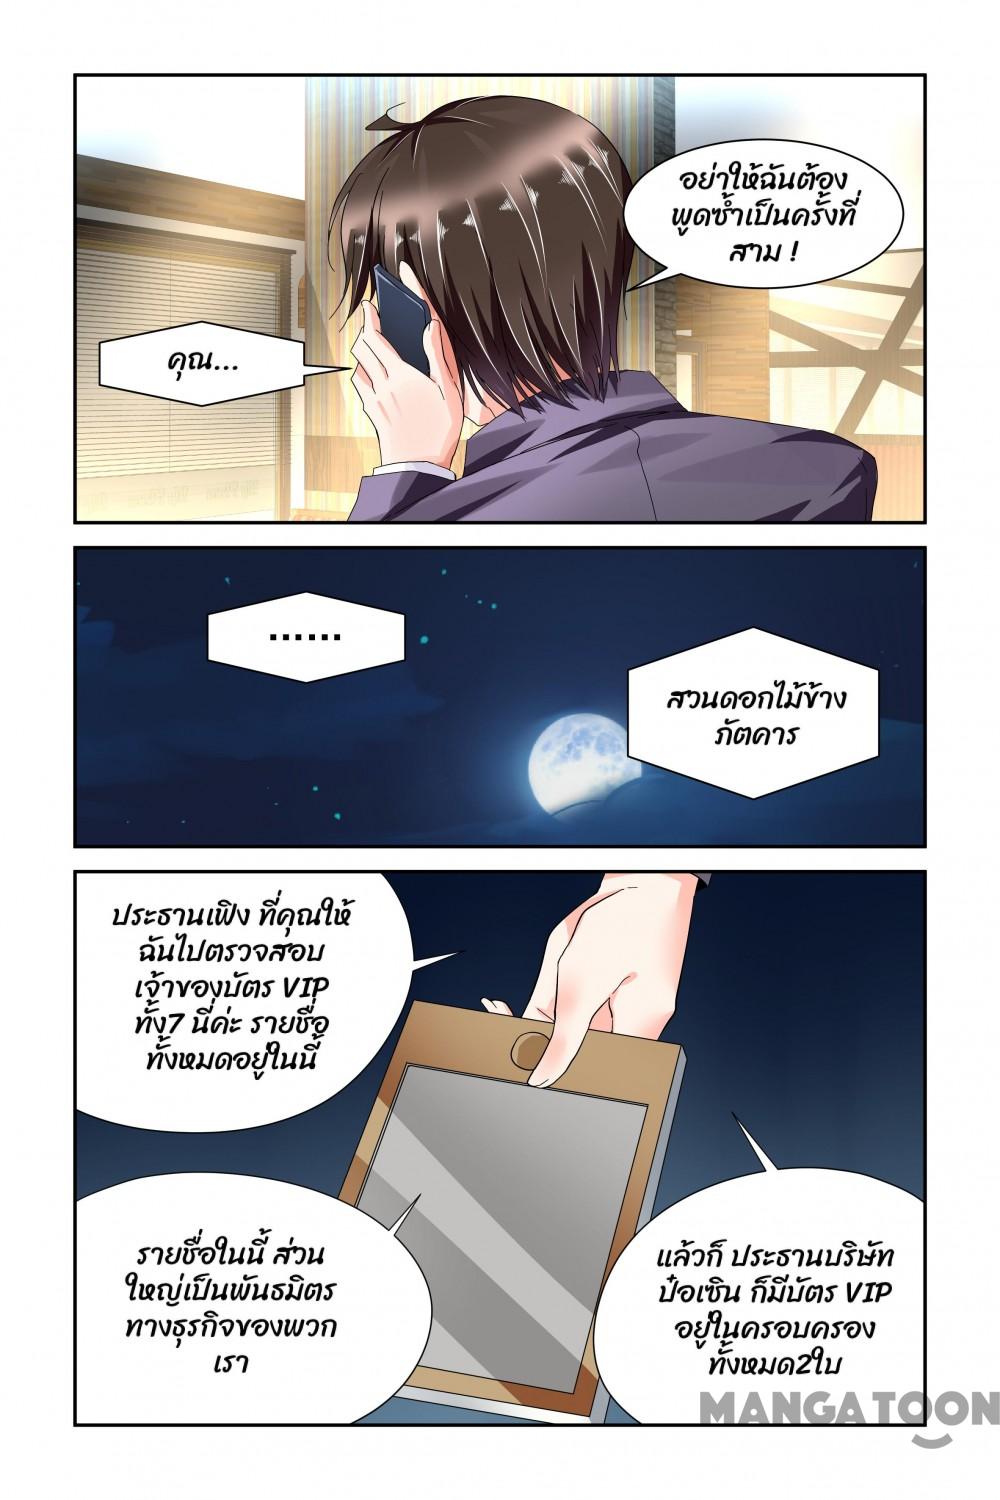 อย่าให้ฉันต้อง
พูดซ้ำเป็นครั้งที่
สาม !
คุณ...
......
สวนดอกไม้ข้าง
ภัตคาร
ประธานเฟิง ที่คุณให้
ฉันไปตรวจสอบ
เจ้าของบัตร VIP
ทั้ง7 นี่ค่ะ รายชื่อ
ทั้งหมดอยู่ในนี้
รายชื่อในนี้ ส่วน
ใหญ่เป็นพันธมิตร
ทางธุรกิจของพวก
เรา
แล้วก็ ประธานบริษัท
ป๋อเซิน ก็มีบัตร VIP
อยู่ในครอบครอง
ทั้งหมด2ใบ
MANGATOON